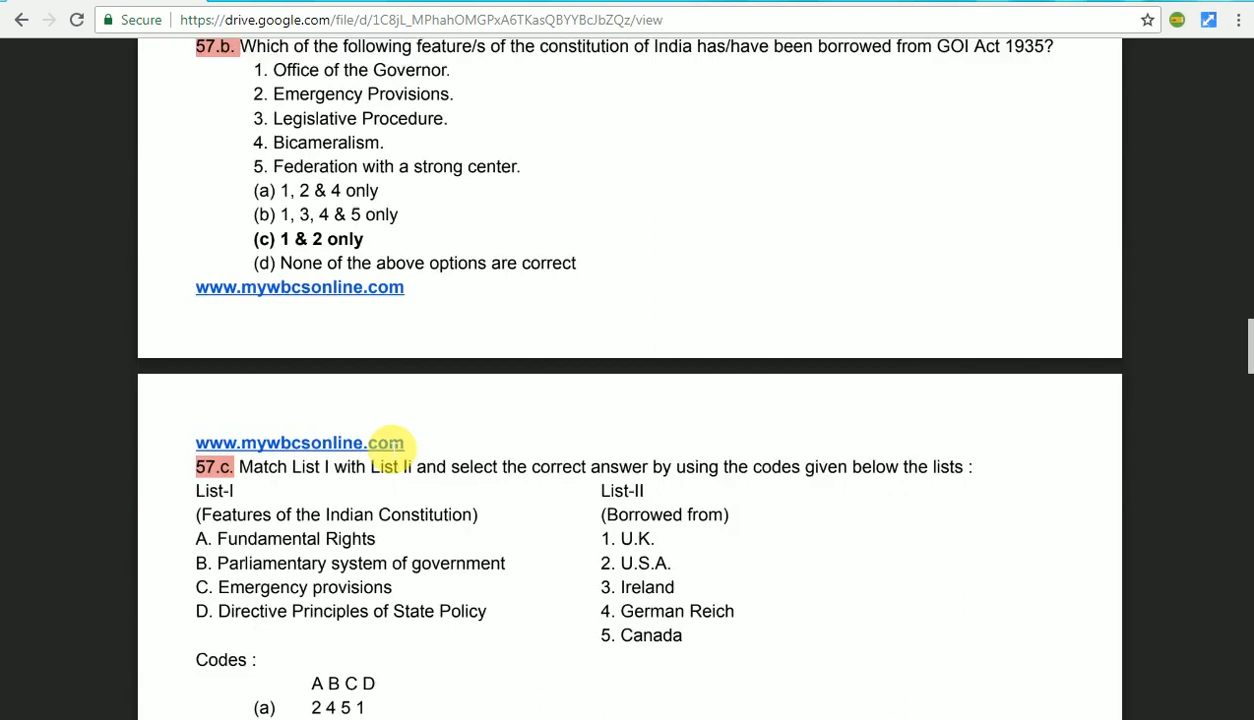 Secure
https://drive.google.com/file/d/1C8jL_MPhahOMGPxA6TKasQBYYBcJbZQz/view
57.b. Which of the following feature/s of the constitution of India has/have been borrowed from GOI Act 1935?
1. Office of the Governor.
2. Emergency Provisions.
3. Legislative Procedure.
4. Bicameralism.
5. Federation with a strong center.
(a) 1, 2 & 4 only
(b) 1, 3, 4 & 5 only
(c) 1 & 2 only
(d) None of the above options are correct
www.mywbcsonline.com
www.mywbcsonline.com
57.c. Match List I with List Ii and select the correct answer by using the codes given below the lists :
List-I List-II
(Features of the Indian Constitution) (Borrowed from)
A. Fundamental Rights 1. U.K.
B. Parliamentary system of government 2. U.S.A.
C. Emergency provisions 3. Ireland
D. Directive Principles of State Policy 4. German Reich
5. Canada
Codes :
A B C D
(a) 2 4 5 1